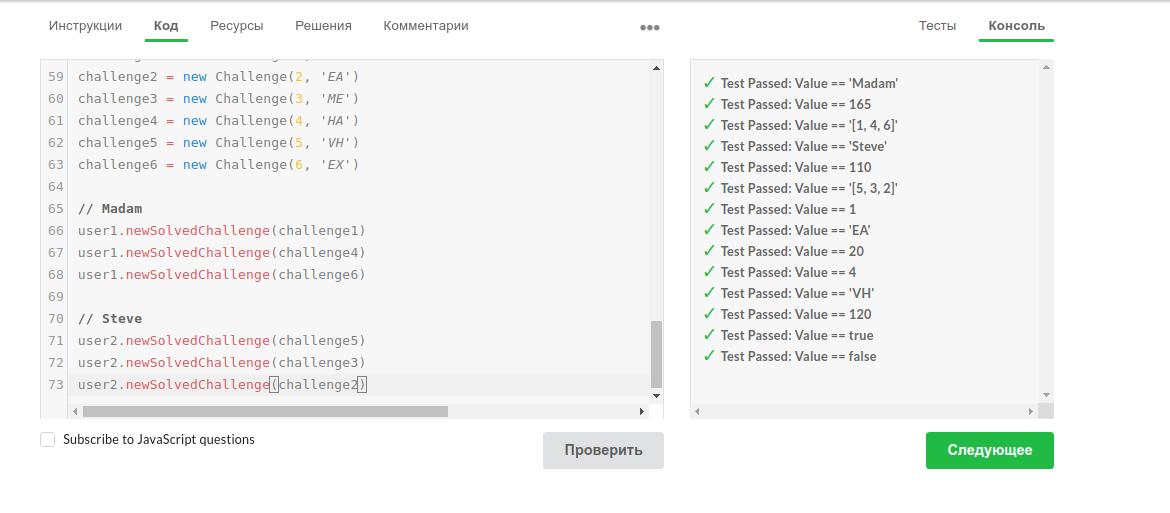 Инструкции Код Ресурсы Решения Комментарии ••• Тесты Консоль
59 challenge2 = new Challenge(2, 'EA')
60 challenge3 = new Challenge(3, 'ME')
61 challenge4 = new Challenge(4, 'HA')
62 challenge5 = new Challenge(5, 'VH')
63 challenge6 = new Challenge(6, 'EX')
64
65 // Madam
66 user1.newSolvedChallenge(challenge1)
67 user1.newSolvedChallenge(challenge4)
68 user1.newSolvedChallenge(challenge6)
69
70 // Steve
71 user2.newSolvedChallenge(challenge5)
72 user2.newSolvedChallenge(challenge3)
73 user2.newSolvedChallenge(challenge2)
✓ Test Passed: Value == 'Madam'
✓ Test Passed: Value == 165
✓ Test Passed: Value == '[1, 4, 6]'
✓ Test Passed: Value == 'Steve'
✓ Test Passed: Value == 110
✓ Test Passed: Value == '[5, 3, 2]'
✓ Test Passed: Value == 1
✓ Test Passed: Value == 'EA'
✓ Test Passed: Value == 20
✓ Test Passed: Value == 4
✓ Test Passed: Value == 'VH'
✓ Test Passed: Value == 120
✓ Test Passed: Value == true
✓ Test Passed: Value == false
Subscribe to JavaScript questions
Проверить
Следующее